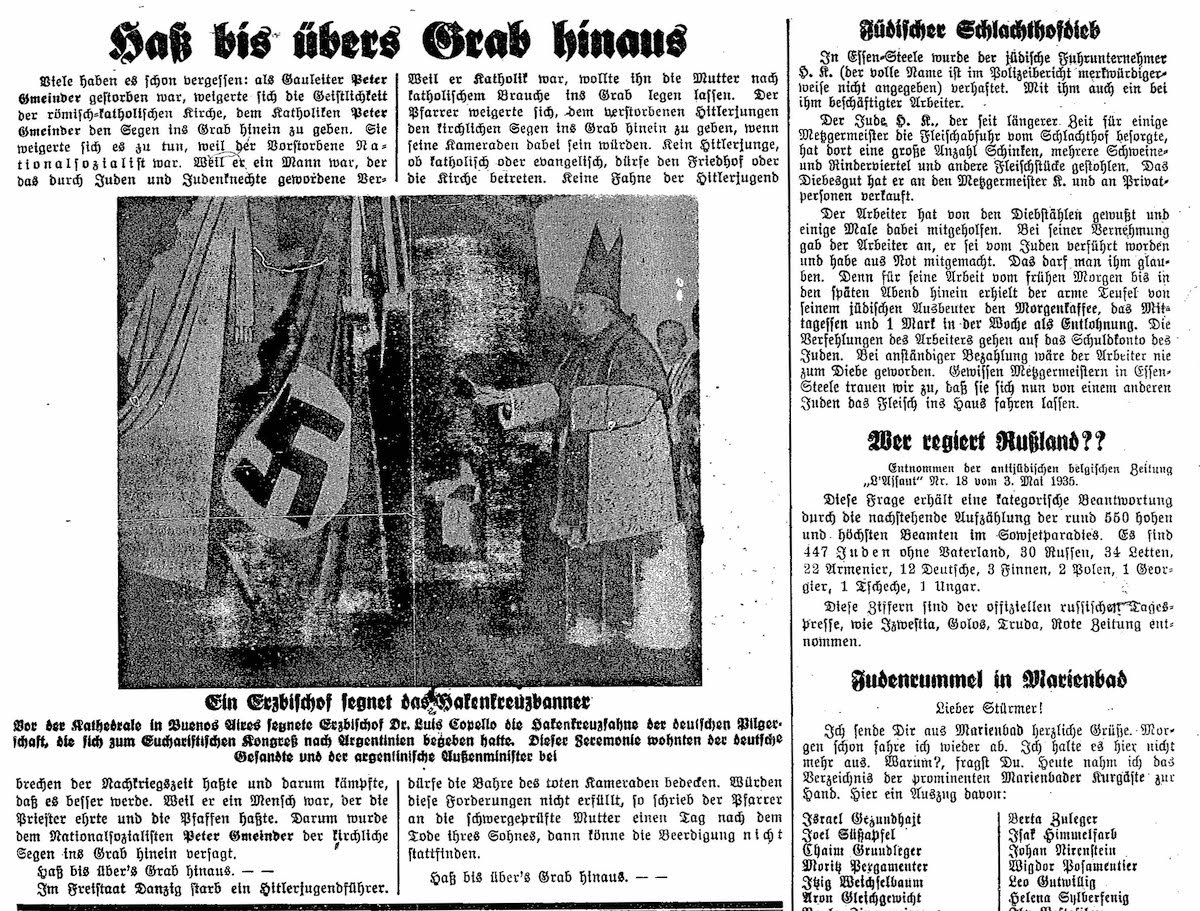 Haß bis übers Grab hinaus
Viele haben es schon vergessen: als Gauleiter Peter
Gmeinder gestorben war, weigerte sich die Geistlichkeit
der römisch-katholischen Kirche, dem Katholiken Peter
Gmeinder den Segen ins Grab hinein zu geben. Sie
weigerte sich es zu tun, weil der Vorstorbene Na-
tionalsozialist war. Weil er ein Mann war, der
das durch Juden und Judenknechte gewordene Ver-
brechen der Nachkriegszeit haßte und darum kämpfte,
daß es besser werde. Weil er ein Mensch war, der die
Priester ehrte und die Pfaffen haßte. Darum wurde
dem Nationalsozialisten Peter Gmeinder der kirchliche
Segen ins Grab hinein versagt.
Haß bis über's Grab hinaus. — —
Im Freistaat Danzig starb ein Hitlerjugendführer.
Weil er Katholik war, wollte ihn die Mutter nach
katholischem Brauche ins Grab legen lassen. Der
Pfarrer weigerte sich, dem verstorbenen Hitlerjungen
den kirchlichen Segen ins Grab hinein zu geben, wenn
seine Kameraden dabei sein würden. Kein Hitlerjunge,
ob katholisch oder evangelisch, dürfe den Friedhof oder
die Kirche betreten. Keine Fahne der Hitlerjugend
dürfe die Bahre des toten Kameraden bedecken. Würden
diese Forderungen nicht erfüllt, so schrieb der Pfarrer
an die schwergeprüfte Mutter einen Tag nach dem
Tode ihres Sohnes, dann könne die Beerdigung nicht
stattfinden.
Haß bis über's Grab hinaus. — —
Ein Erzbischof segnet das Hakenkreuzbanner
Vor der Kathedrale in Buenos Aires segnete Erzbischof Dr. Luis Copello die Hakenkreuzfahne der deutschen Pilger-
schaft, die sich zum Eucharistischen Kongreß nach Argentinien begeben hatte. Dieser Feremonie wohnten der deutsche
Gesandte und der argentinische Außenminister bei
Jüdischer Schlachthofdieb
In Essen-Steele wurde der jüdische Fuhrunternehmer
H. K. (der volle Name ist im Polizeibericht merkwürdiger-
weise nicht angegeben) verhaftet. Mit ihm auch ein bei
ihm beschäftigter Arbeiter.
Der Jude H. K., der seit längerer Zeit für einige
Metzgermeister die Fleischabfuhr vom Schlachthof besorgte,
hat dort eine große Anzahl Schinken, mehrere Schweine-
und Rinderviertel und andere Fleischstücke gestohlen. Das
Diebesgut hat er an den Metzgermeister K. und an Privat-
personen verkauft.
Der Arbeiter hat von den Diebstählen gewußt und
einige Male dabei mitgeholfen. Bei seiner Vernehmung
gab der Arbeiter an, er sei vom Juden verführt worden
und habe aus Not mitgemacht. Das darf man ihm glau-
ben. Denn für seine Arbeit vom frühen Morgen bis in
den späten Abend hinein erhielt der arme Teufel von
seinem jüdischen Ausbeuter den Morgenkaffee, das Mit-
tagessen und 1 Mark in der Woche als Entlohnung. Die
Verfehlungen des Arbeiters gehen auf das Schuldkonto des
Juden. Bei anständiger Bezahlung wäre der Arbeiter nie
zum Diebe geworden. Gewissen Metzgermeistern in Essen-
Steele trauen wir zu, daß sie sich nun von einem anderen
Juden das Fleisch ins Haus fahren lassen.
Wer regiert Rußland??
Entnommen der antijüdischen belgischen Zeitung
„L'Assaut" Nr. 18 vom 3. Mai 1935.
Diese Frage erhält eine kategorische Beantwortung
durch die nachstehende Aufzählung der rund 550 hohen
und höchsten Beamten im Sowjetparadies. Es sind
447 Juden ohne Vaterland, 30 Russen, 34 Letten,
22 Armenier, 12 Deutsche, 3 Finnen, 2 Polen, 1 Geor-
gier, 1 Tscheche, 1 Ungar.
Diese Ziffern sind der offiziellen russischen Tages-
presse, wie Izwestia, Golos, Truda, Rote Zeitung ent-
nommen.
Judenrummel in Marienbad
Lieber Stürmer!
Ich sende Dir aus Marienbad herzliche Grüße. Mor-
gen schon fahre ich wieder ab. Ich halte es hier nicht
mehr aus. Warum?, fragst Du. Heute nahm ich das
Verzeichnis der prominenten Marienbader Kurgäste zur
Hand. Hier ein Auszug davon:
Israel Gezundhajt
Joel Süßapfel
Chaim Grundleger
Moritz Pergamenter
Itzig Weichselbaum
Aron Gleichgewicht
Berta Zuleger
Isak Himmelfarb
Johan Nirenstein
Wigdor Posamentier
Leo Gutwillig
Helena Sylberfenig